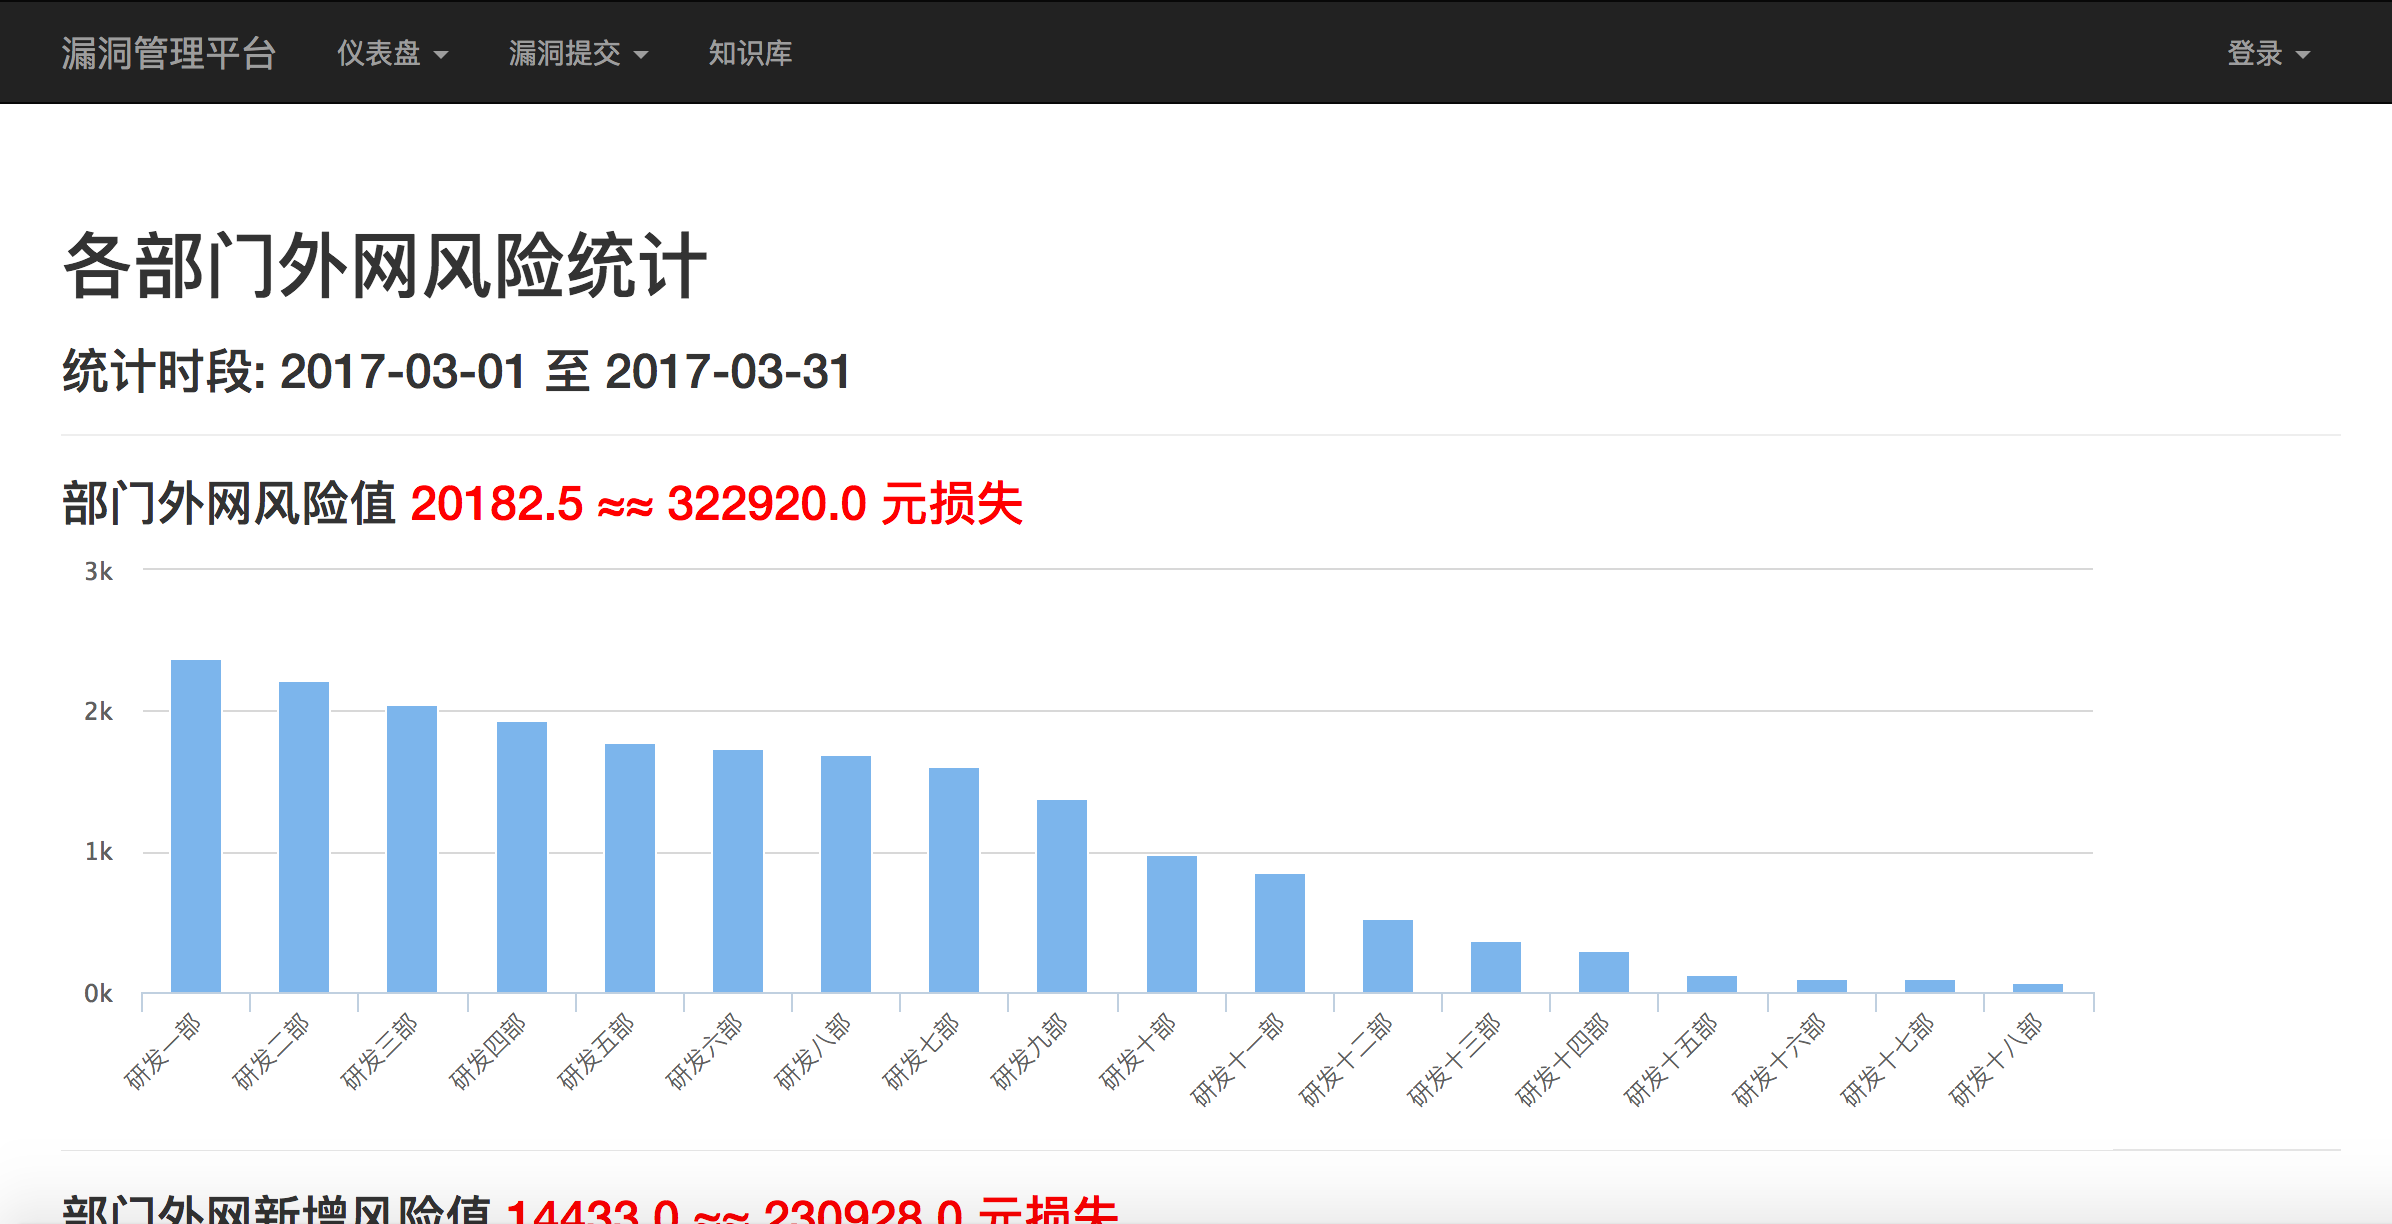 漏洞管理平台 仪表盘 漏洞提交 知识库 登录
各部门外网风险统计
统计时段: 2017-03-01 至 2017-03-31
部门外网风险值 20182.5 ≈≈ 322920.0 元损失
3k
2k
1k
0k
研发一部
研发二部
研发三部
研发四部
研发五部
研发六部
研发八部
研发七部
研发九部
研发十部
研发十一部
研发十二部
研发十三部
研发十四部
研发十五部
研发十六部
研发十七部
研发十八部
部门外网新增风险值 14433.0 ≈≈ 230928.0 元损失